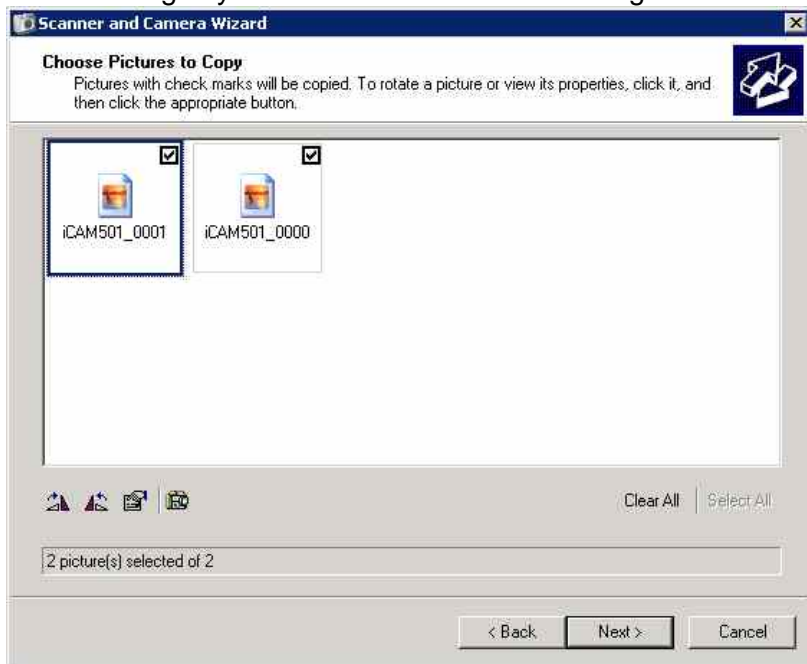 Scanner and Camera Wizard
Choose Pictures to Copy
Pictures with check marks will be copied. To rotate a picture or view its properties, click it, and
then click the appropriate button.
iCAM501_0001
iCAM501_0000
Clear All
Select All
2 picture(s) selected of 2
< Back
Next >
Cancel